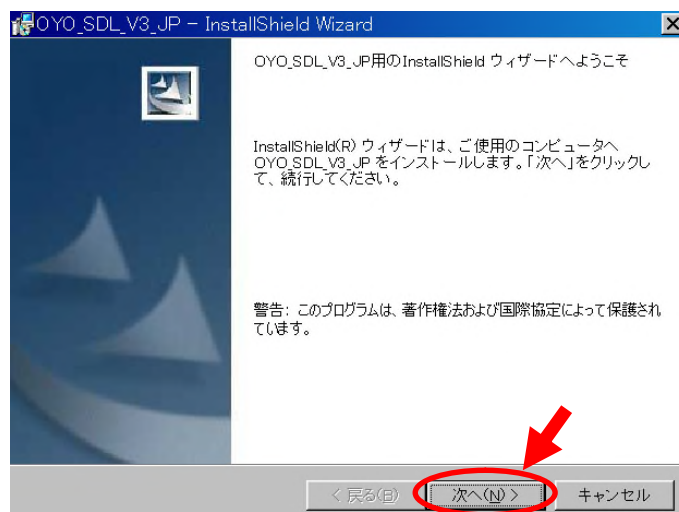 OYO_SDL_V3_JP - InstallShield Wizard
OYO_SDL_V3_JP用のInstallShield ウィザードへようこそ
InstallShield(R) ウィザードは、ご使用のコンピュータへ
OYO_SDL_V3_JP をインストールします。「次へ」をクリックし
て、続行してください。
警告: このプログラムは、著作権法および国際協定によって保護され
ています。
< 戻る(B)
次へ(N) >
キャンセル